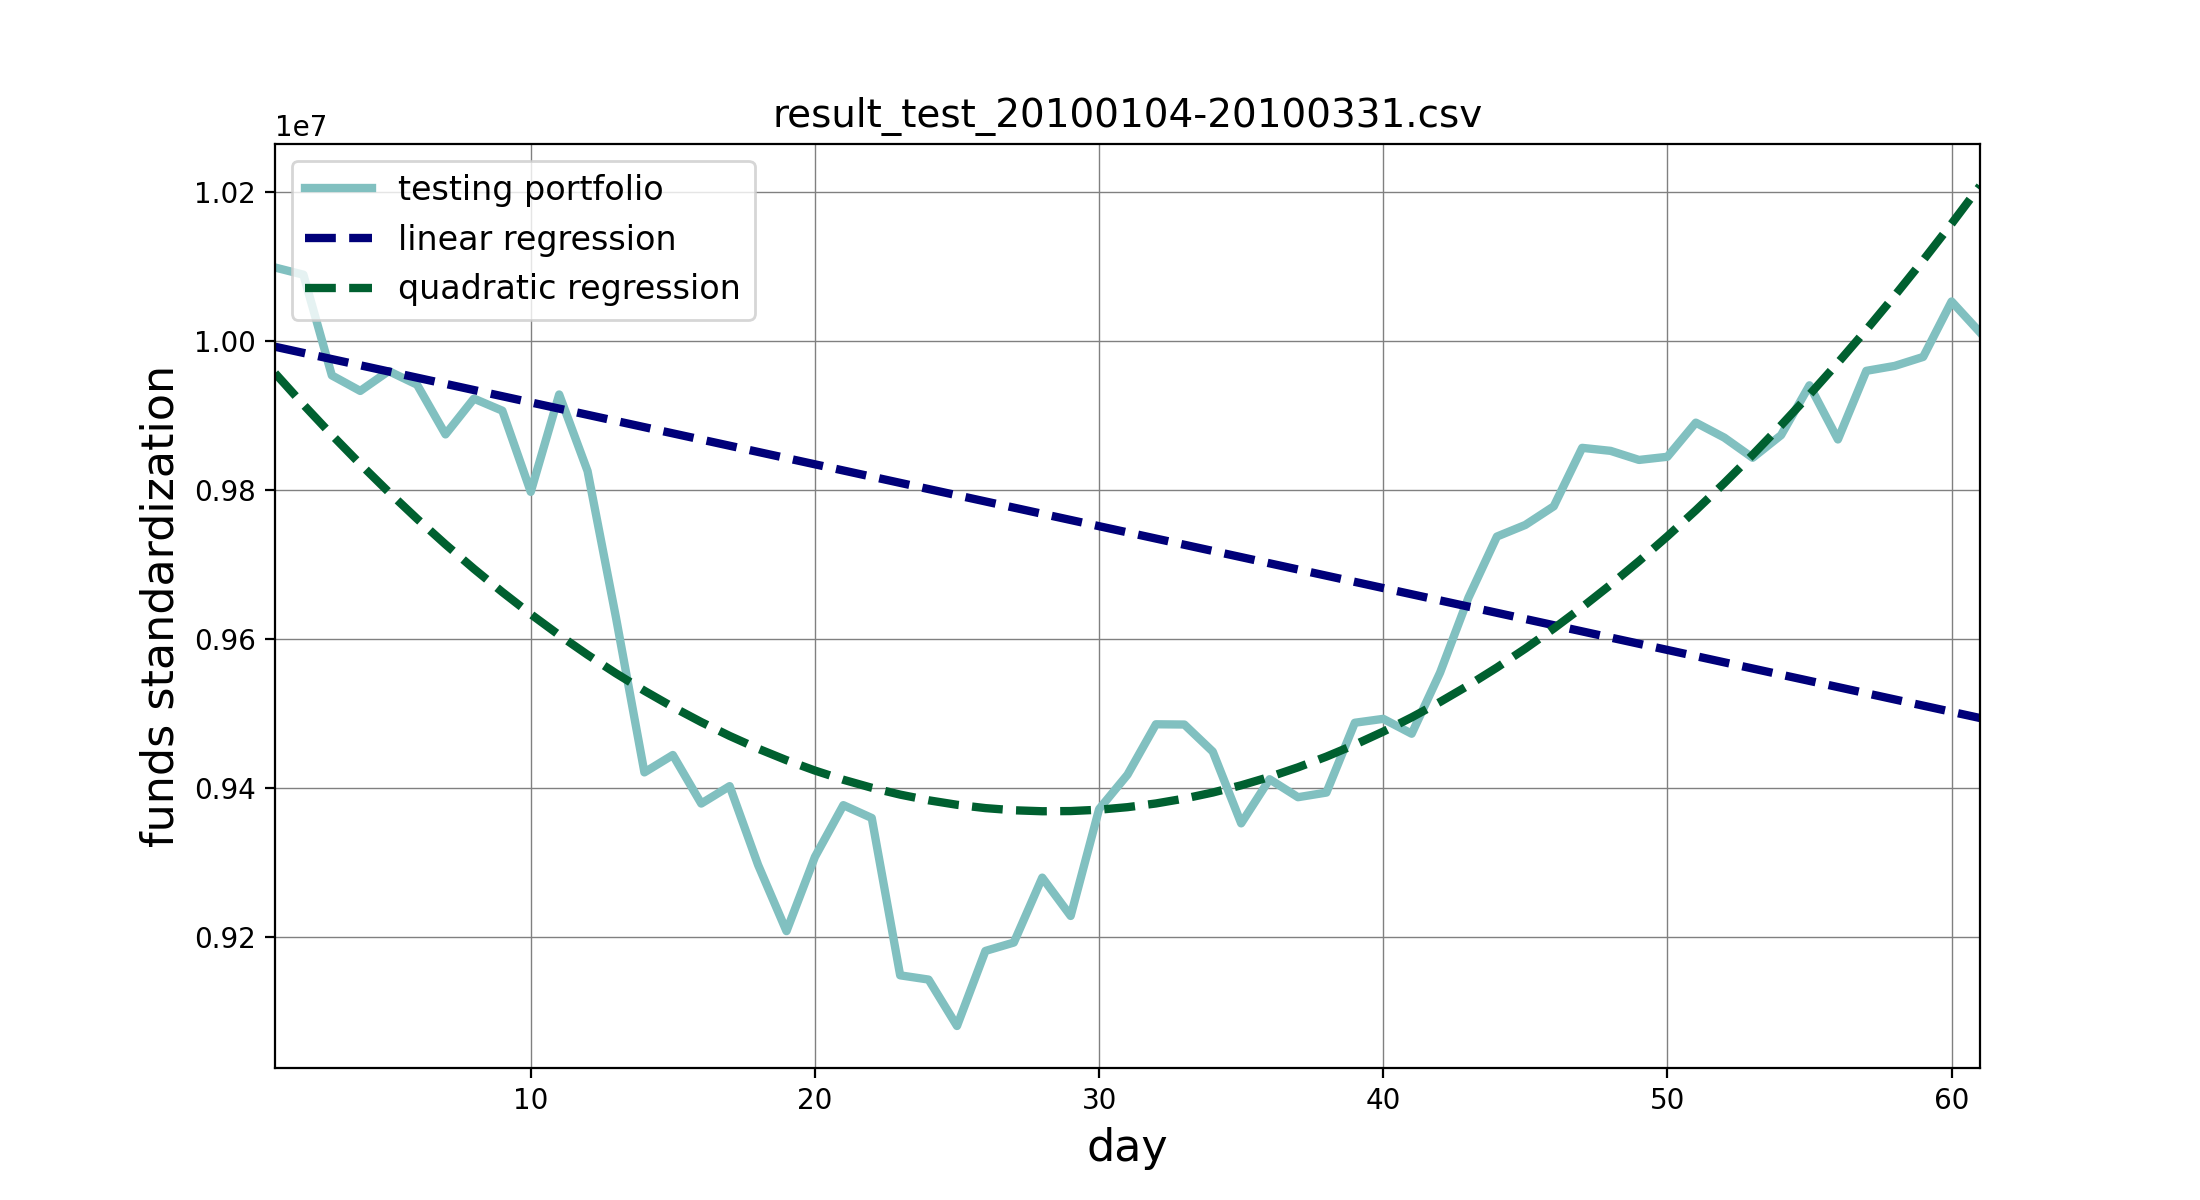 result_test_20100104-20100331.csv
1e7
testing portfolio
linear regression
quadratic regression
1.02
1.00
0.98
0.96
0.94
0.92
funds standardization
10 20 30 40 50 60
day